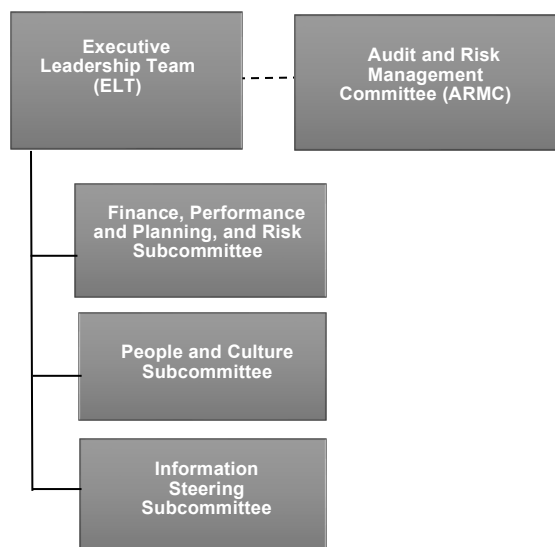 Executive
Leadership Team
(ELT)
Audit and Risk
Management
Committee (ARMC)
Finance, Performance
and Planning, and Risk
Subcommittee
People and Culture
Subcommittee
Information
Steering
Subcommittee